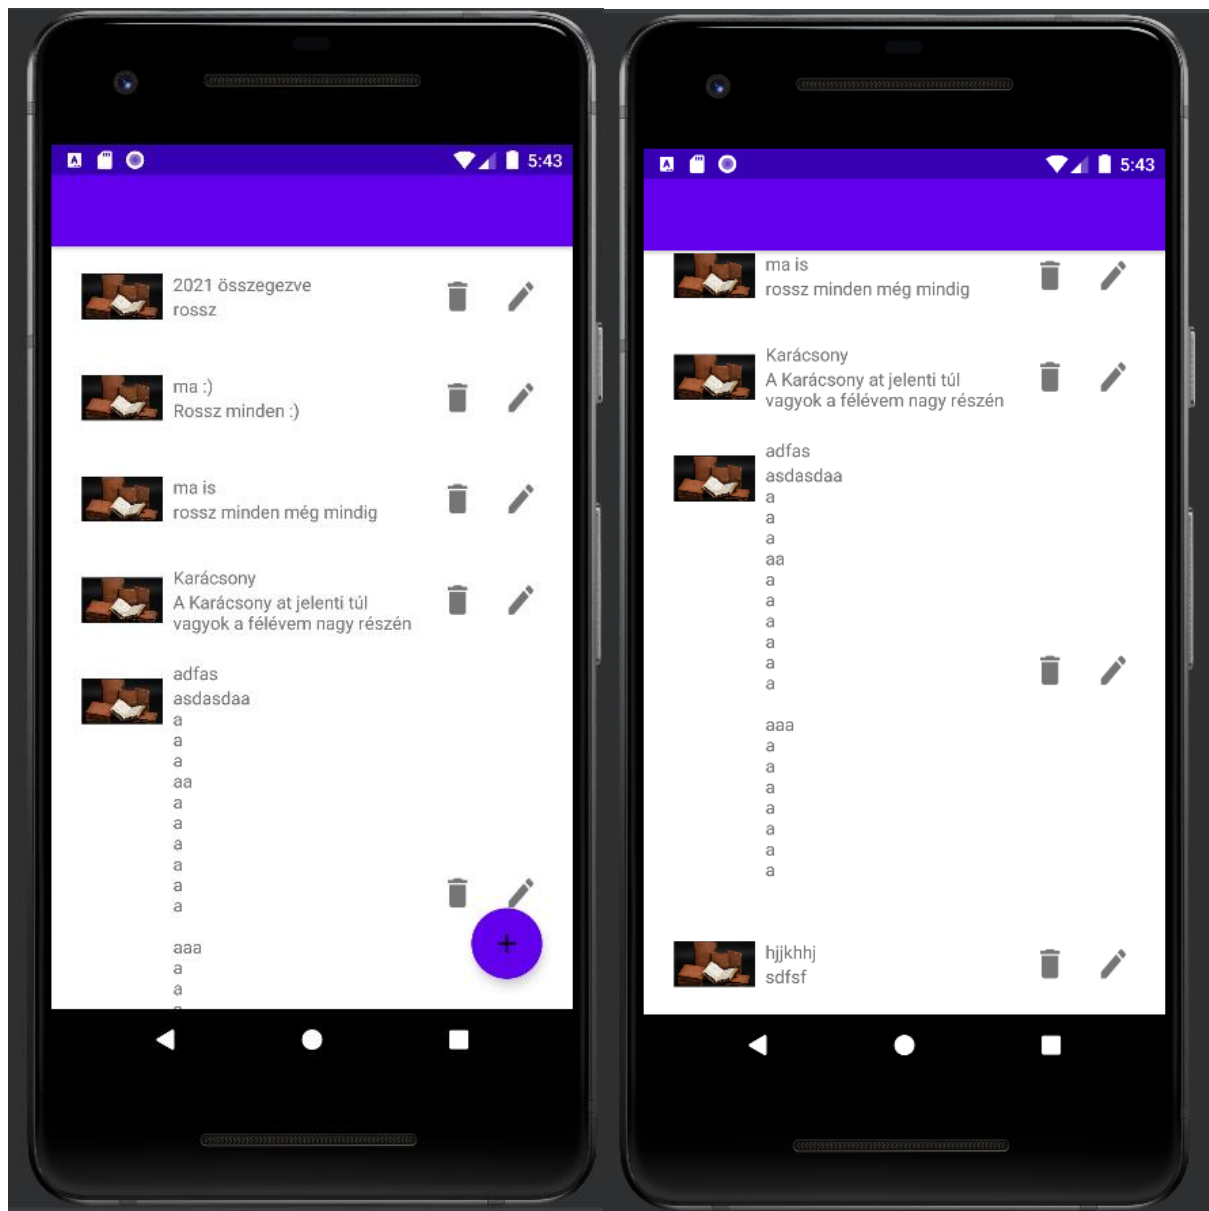 5:43
2021 összegezve
rossz
ma :)
Rossz minden :)
ma is
rossz minden még mindig
Karácsony
A Karácsony at jelenti túl
vagyok a félévem nagy részén
adfas
asdasdaa
a
a
a
aa
a
a
a
a
a
a
aaa
a
a
5:43
ma is
rossz minden még mindig
Karácsony
A Karácsony at jelenti túl
vagyok a félévem nagy részén
adfas
asdasdaa
a
a
a
aa
a
a
a
a
a
a
aaa
a
a
a
a
a
a
a
hjjkhhj
sdfsf